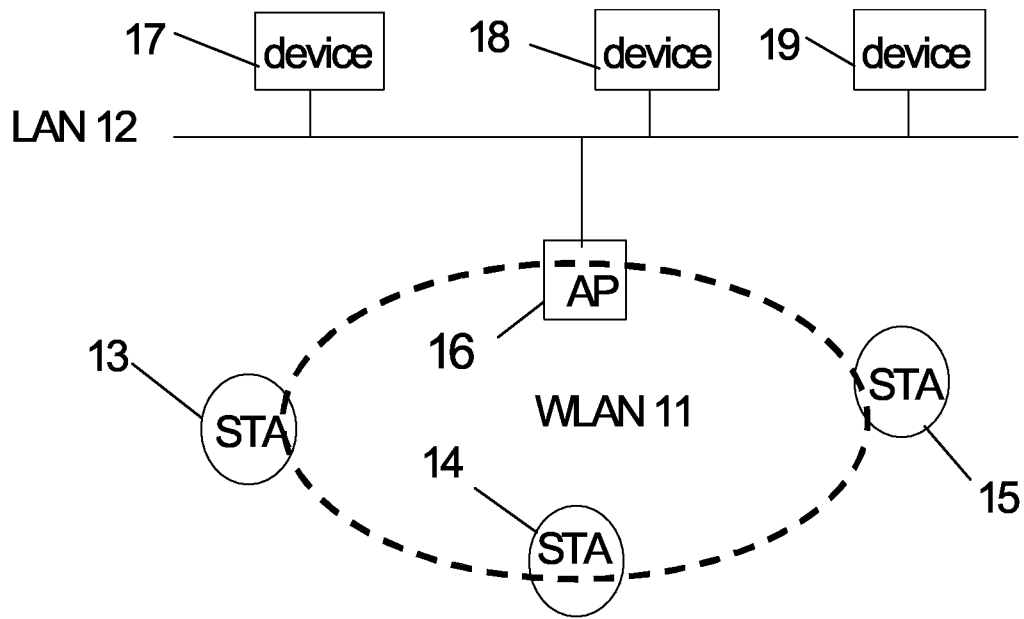 17
device
18
device
19
device
LAN 12
AP
16
13
STA
WLAN 11
STA
14
15
STA